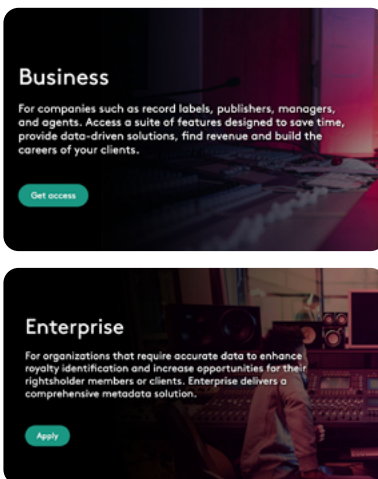 Business
For companies such as record labels, publishers, managers,
and agents. Access a suite of features designed to save time,
provide data-driven solutions, find revenue and build the
careers of your clients.
Get access
Enterprise
For organizations that require accurate data to enhance
royalty identification and increase opportunities for their
rightsholder members or clients. Enterprise delivers a
comprehensive metadata solution.
Apply